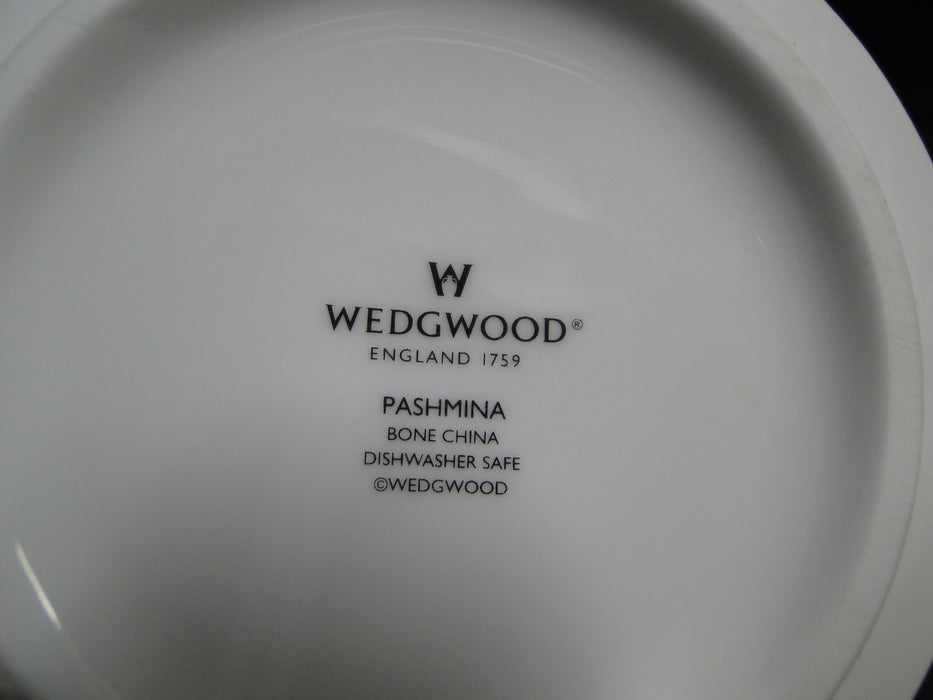 W
WEDGWOOD®
ENGLAND 1759
PASHMINA
BONE CHINA
DISHWASHER SAFE
©WEDGWOOD